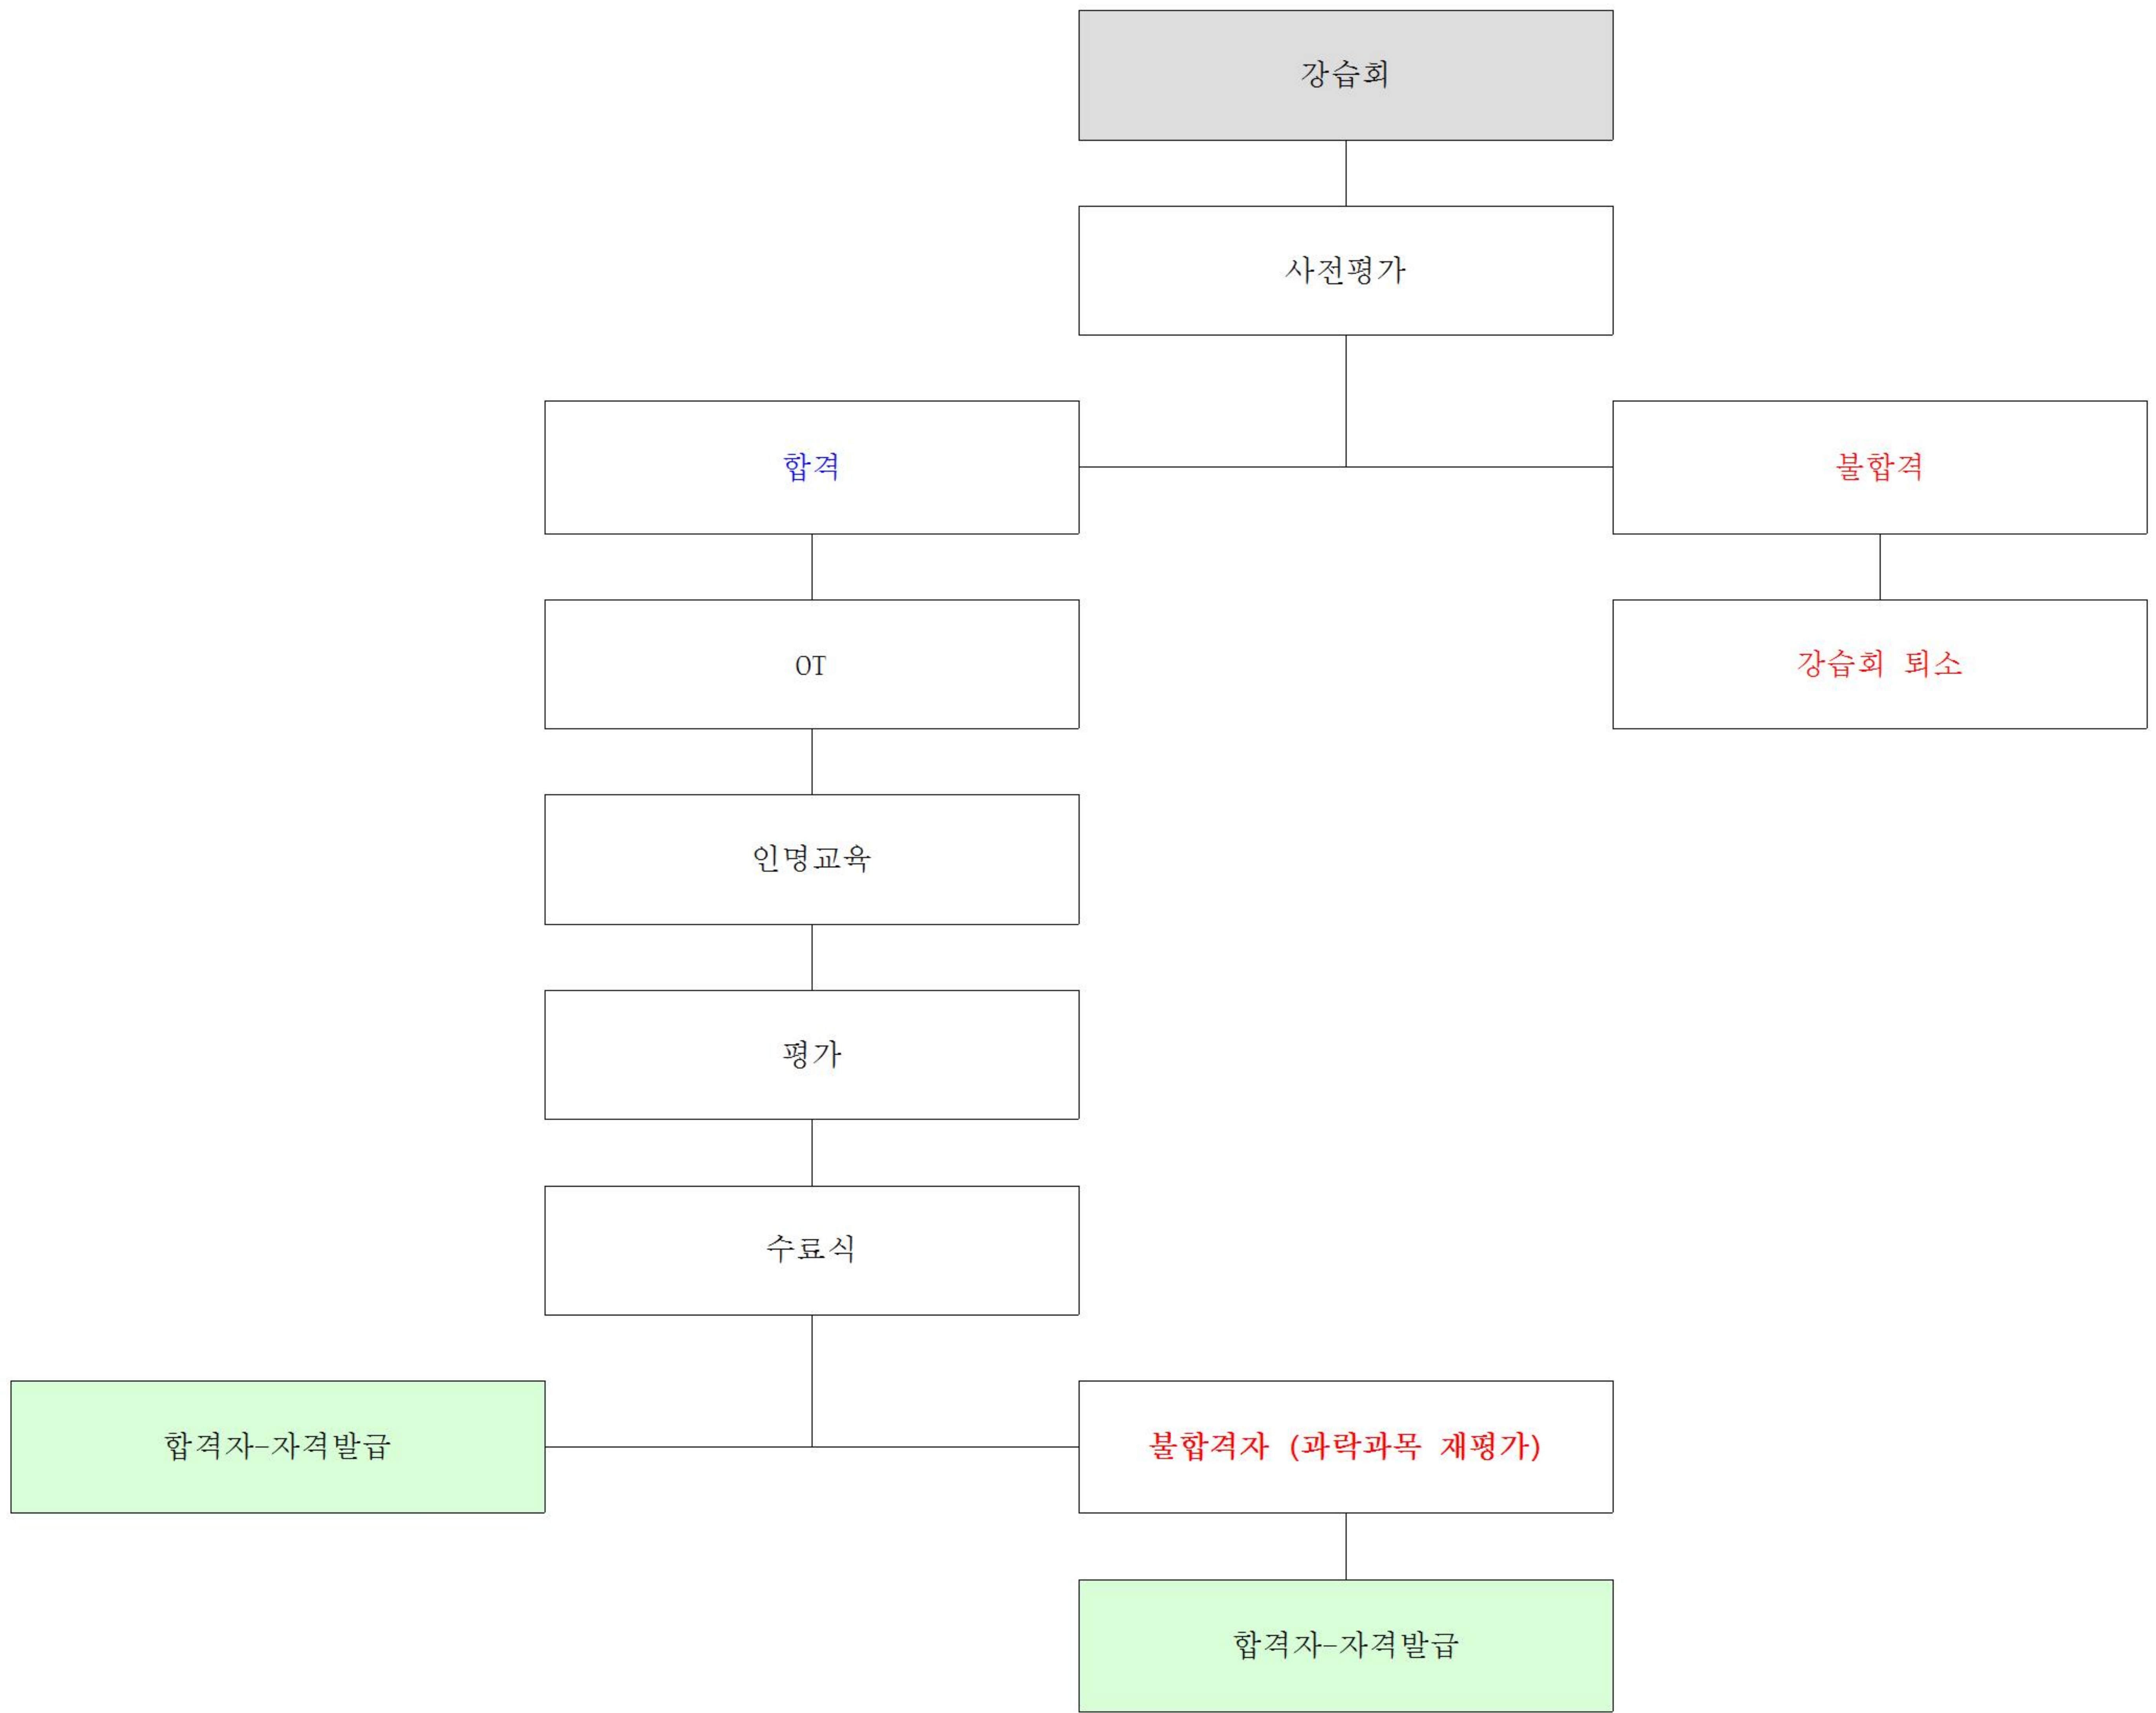 강습회
사전평가
합격
불합격
OT
강습회 퇴소
인명교육
평가
수료식
합격자-자격발급
불합격자 (과락과목 재평가)
합격자-자격발급